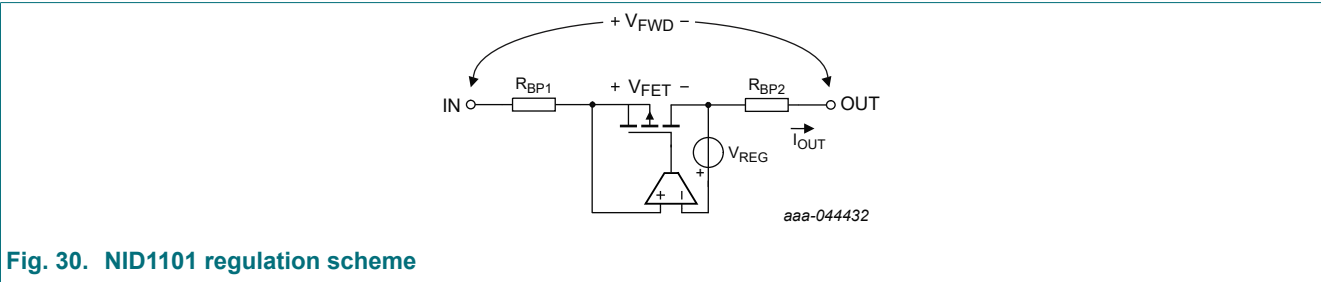 + VFWD −
RBP1
+ VFET −
RBP2
IN
OUT
IOUT
VREG
+
+ −
aaa-044432
Fig. 30. NID1101 regulation scheme